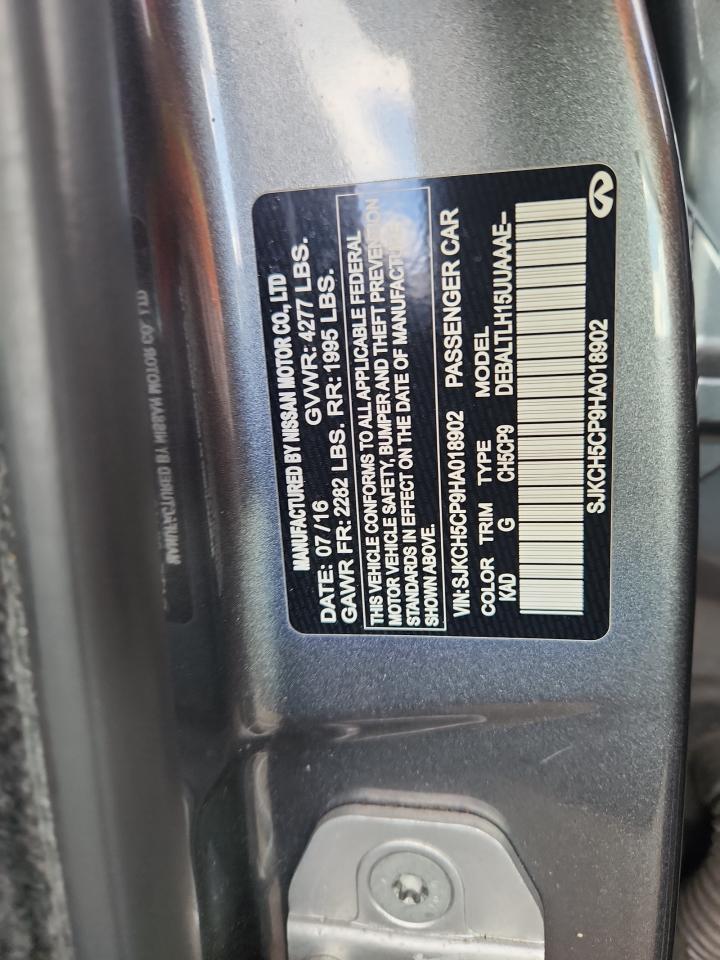 MANUFACTURED BY NISSAN MOTOR CO., LTD
DATE: 07/16 GVWR: 4277 LBS.
GAWR FR: 2282 LBS. RR: 1995 LBS.
THIS VEHICLE CONFORMS TO ALL APPLICABLE FEDERAL
MOTOR VEHICLE SAFETY, BUMPER AND THEFT PREVENTION
STANDARDS IN EFFECT ON THE DATE OF MANUFACTURE
SHOWN ABOVE.
VIN: SJKCH5CP9HA018902 PASSENGER CAR
COLOR TRIM TYPE MODEL
KAD G CH5CP9 DEBALTLH15UJAAAE-
SJKCH5CP9HA018902